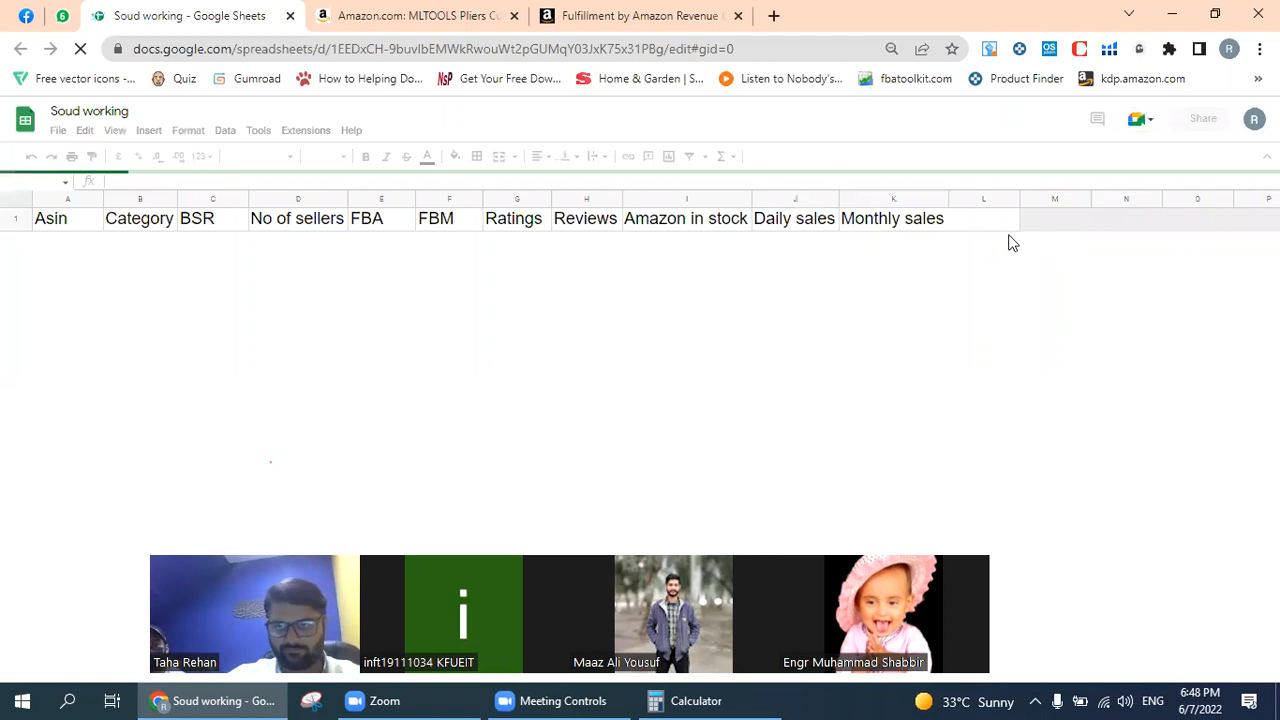 Soud working - Google Sheets
Amazon.com: MLTOOLS Pliers Co
Fulfillment by Amazon Revenue C
docs.google.com/spreadsheets/d/1EEDxCH-9buvlbEMWkRwouWt2pGUMqY03JxK75x31PBg/edit#gid=0
Free vector icons -...
Quiz
Gumroad
How to Helping Do...
Get Your Free Dow...
Home & Garden | S...
Listen to Nobody's...
fbatoolkit.com/
Product Finder
kdp.amazon.com
Soud working
File Edit View Insert Format Data Tools Extensions Help
Share
R
£ % .0 .00 123
B I S A
fx
A B C D E F G H I J K L M N O P
1 Asin Category BSR No of sellers FBA FBM Ratings Reviews Amazon in stock Daily sales Monthly sales
i
Taha Rehan
inft19111034 KFUEIT
Maaz Ali Yousuf
Engr Muhammad Shabbir
Soud working - Go...
Zoom
Meeting Controls
Calculator
33°C Sunny
ENG
6:48 PM
6/7/2022